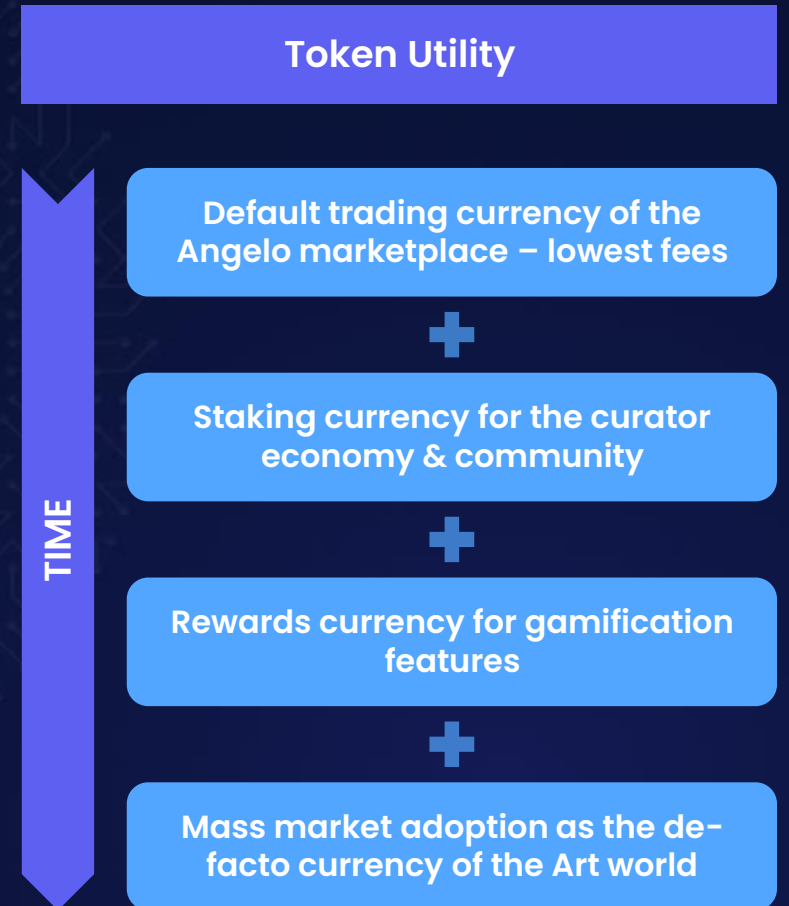 Token Utility
TIME
Default trading currency of the
Angelo marketplace – lowest fees
Staking currency for the curator
economy & community
Rewards currency for gamification
features
Mass market adoption as the de-
facto currency of the Art world